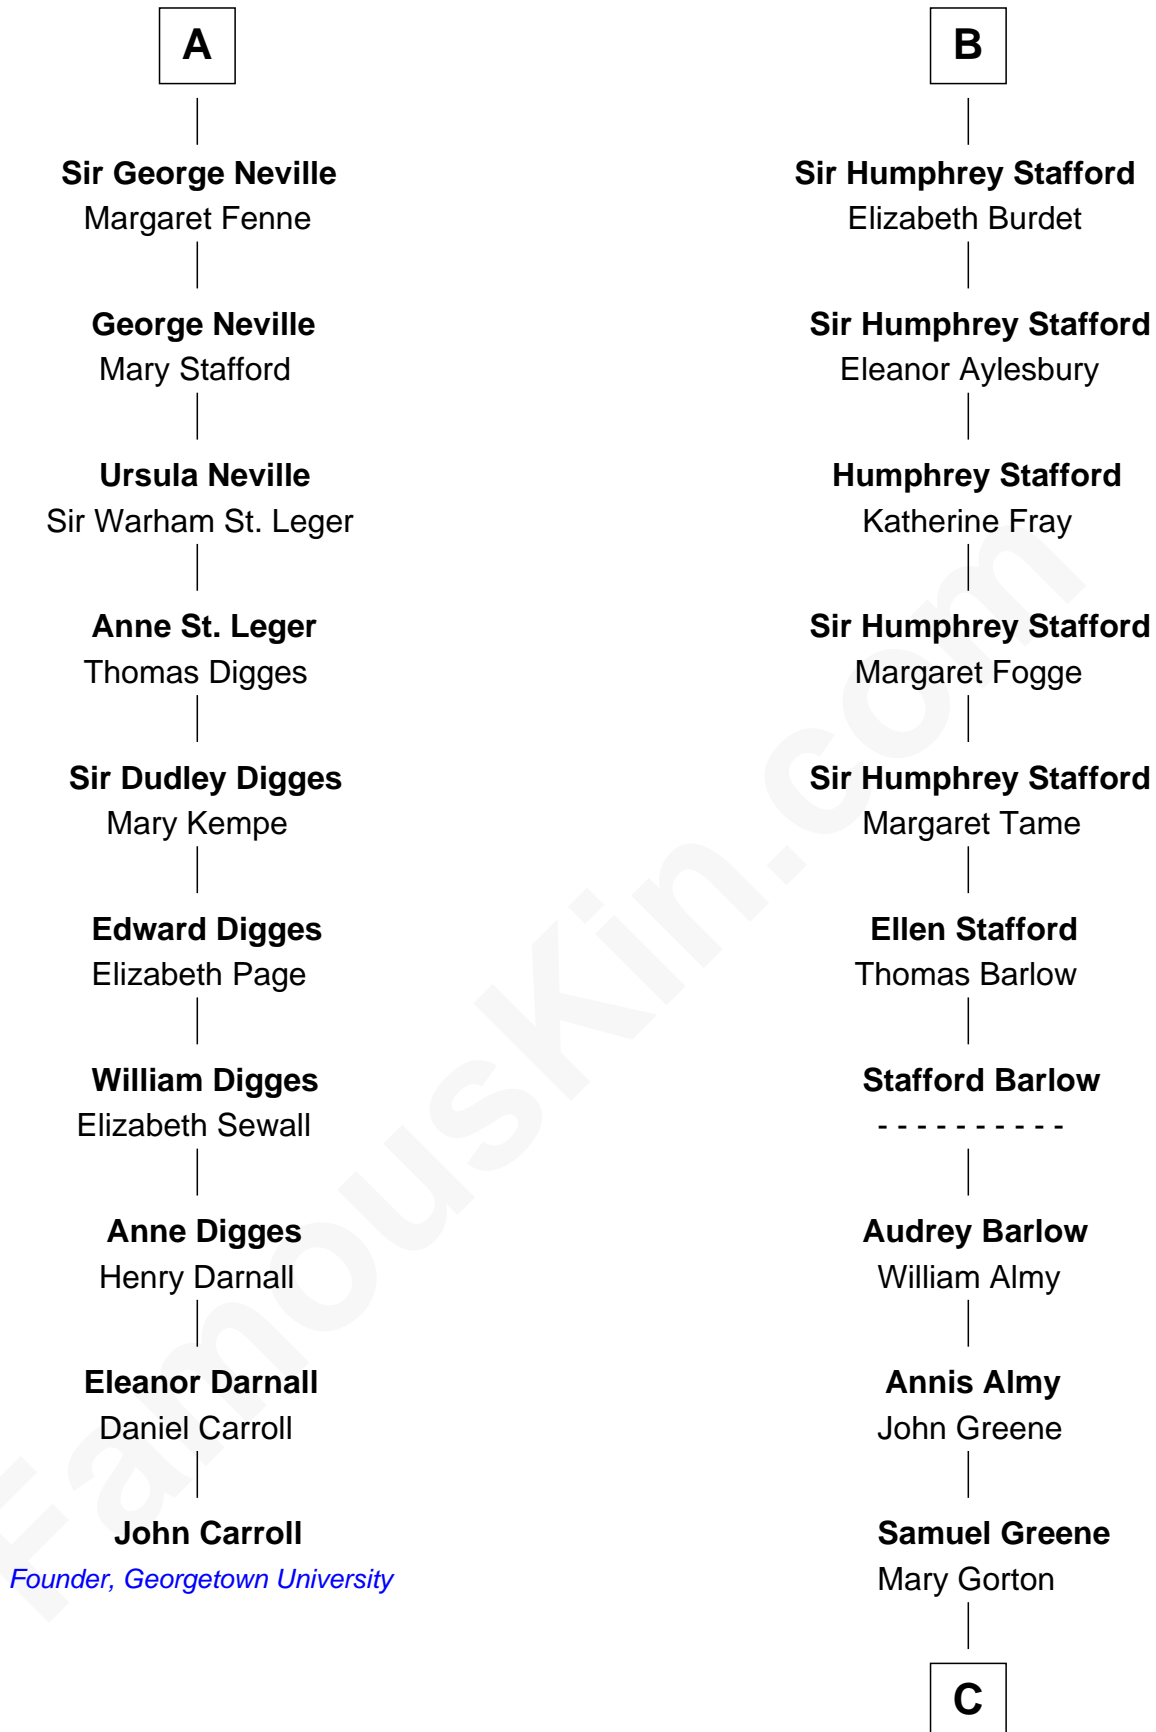 A
Sir George Neville
Margaret Fenne
George Neville
Mary Stafford
Ursula Neville
Sir Warham St. Leger
Anne St. Leger
Thomas Digges
Sir Dudley Digges
Mary Kempe
Edward Digges
Elizabeth Page
William Digges
Elizabeth Sewall
Anne Digges
Henry Darnall
Eleanor Darnall
Daniel Carroll
John Carroll
Founder, Georgetown University
B
Sir Humphrey Stafford
Elizabeth Burdet
Sir Humphrey Stafford
Eleanor Aylesbury
Humphrey Stafford
Katherine Fray
Sir Humphrey Stafford
Margaret Fogge
Sir Humphrey Stafford
Margaret Tame
Ellen Stafford
Thomas Barlow
Stafford Barlow
- - - - - - - - - -
Audrey Barlow
William Almy
Annis Almy
John Greene
Samuel Greene
Mary Gorton
C
FamousKin.com